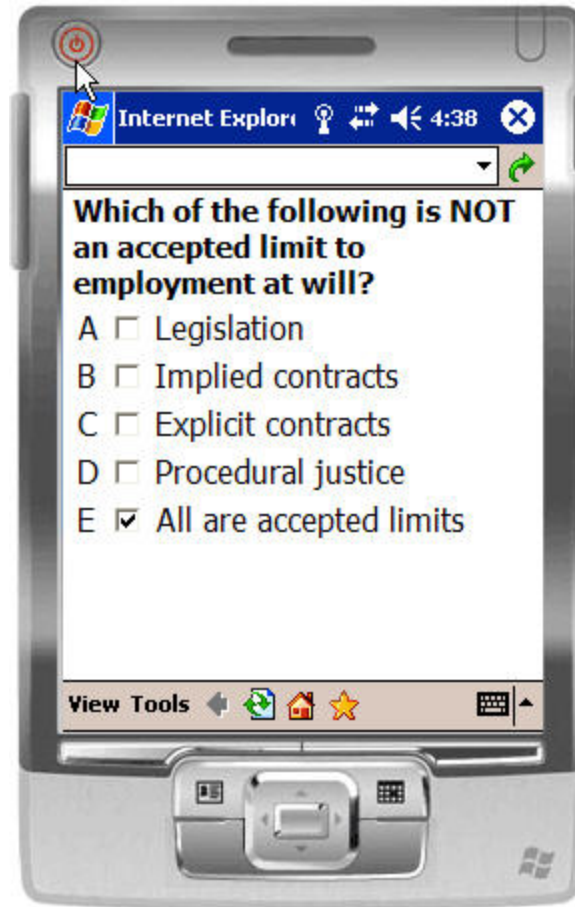 Internet Explor 4:38
Which of the following is NOT
an accepted limit to
employment at will?
A Legislation
B Implied contracts
C Explicit contracts
D Procedural justice
E All are accepted limits
View Tools